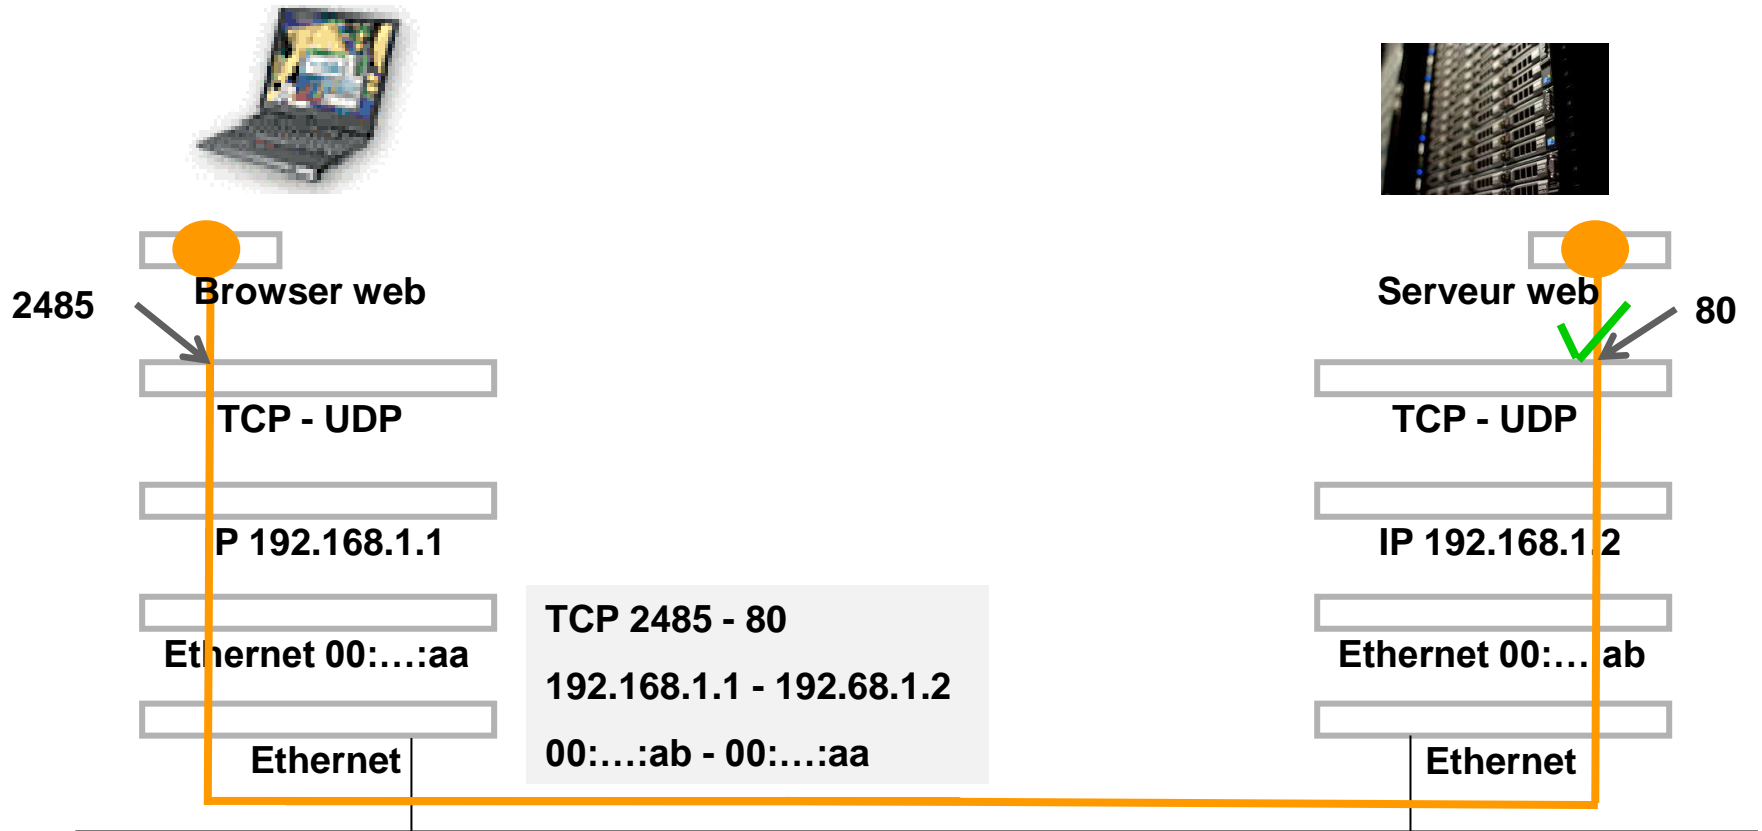 Browser web
Serveur web
2485
80
TCP - UDP
TCP - UDP
P 192.168.1.1
IP 192.168.1.2
Ethernet 00:...:aa
Ethernet 00:... ab
TCP 2485 - 80
192.168.1.1 - 192.68.1.2
00:...:ab - 00:...:aa
Ethernet
Ethernet